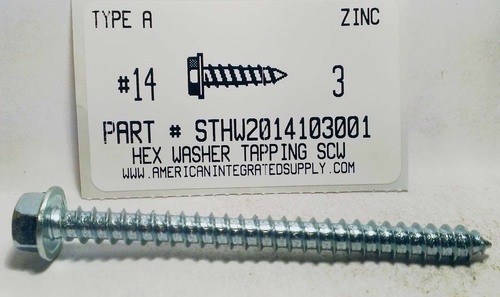 TYPE A ZINC
#14 3
PART # STHW2014103001
HEX WASHER TAPPING SCW
WWW.AMERICANINTEGRATEDSUPPLY.COM